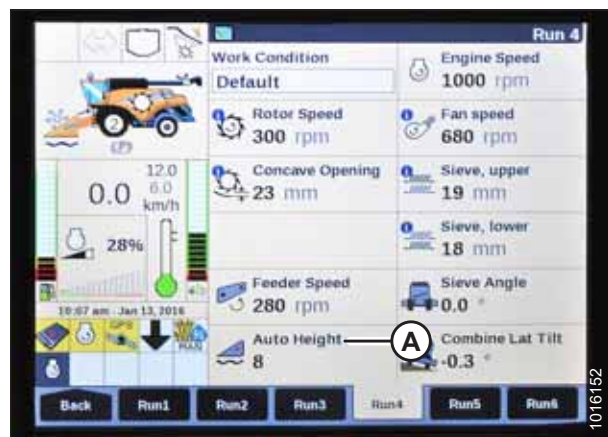 Run 4
Work Condition
Default
Engine Speed
1000 rpm
Rotor Speed
300 rpm
Fan speed
680 rpm
Concave Opening
23 mm
Sieve, upper
19 mm
Sieve, lower
18 mm
Feeder Speed
280 rpm
Sieve Angle
0.0 °
Auto Height
8
A
Combine Lat Tilt
-0.3 °
2
(P)
12.0
6.0
0.0
km/h
28%
10:07 am - Jan 13, 2016
GPS
MAN
Back
Run1
Run2
Run3
Run4
Run5
Run6
1016152